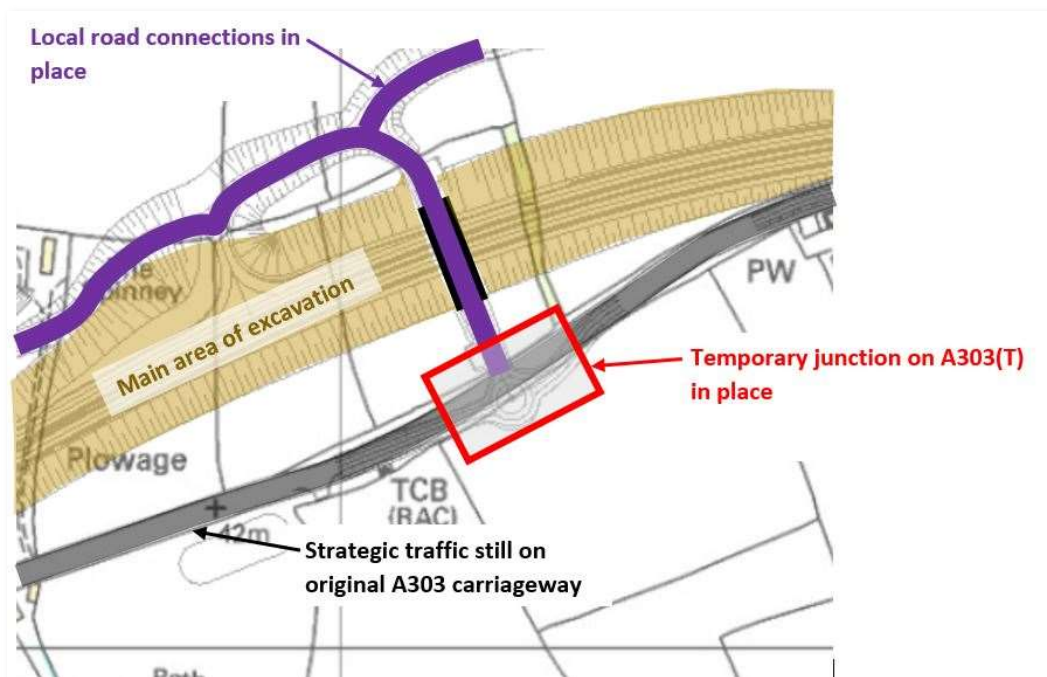 Local road connections in
place
Main area of excavation
PW
Temporary junction on A303(T)
in place
Plowage
TCB
(RAC)
42m
Strategic traffic still on
original A303 carriageway